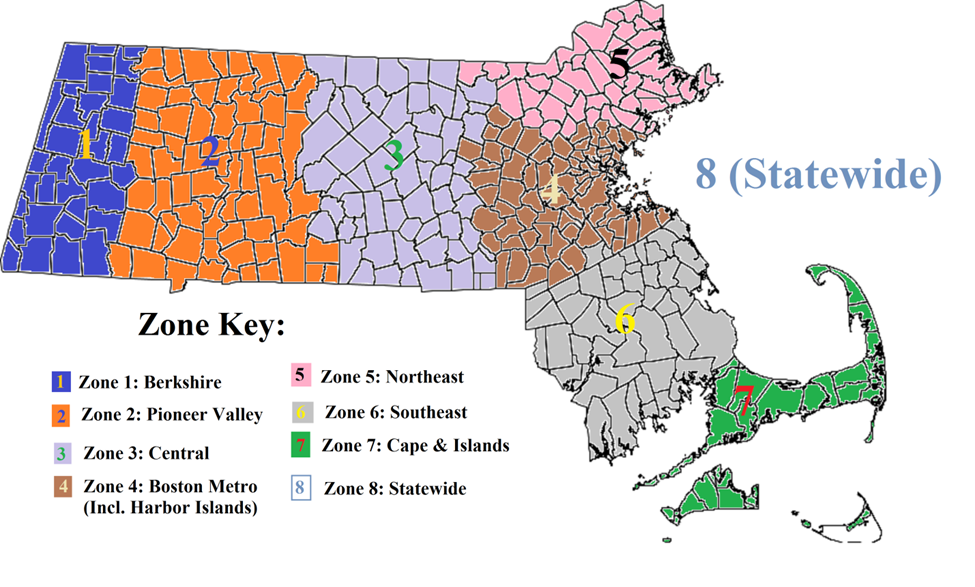 5
1
2
3
4
8 (Statewide)
6
7
Zone Key:
1 Zone 1: Berkshire
2 Zone 2: Pioneer Valley
3 Zone 3: Central
4 Zone 4: Boston Metro
(Incl. Harbor Islands)
5 Zone 5: Northeast
6 Zone 6: Southeast
7 Zone 7: Cape & Islands
8 Zone 8: Statewide